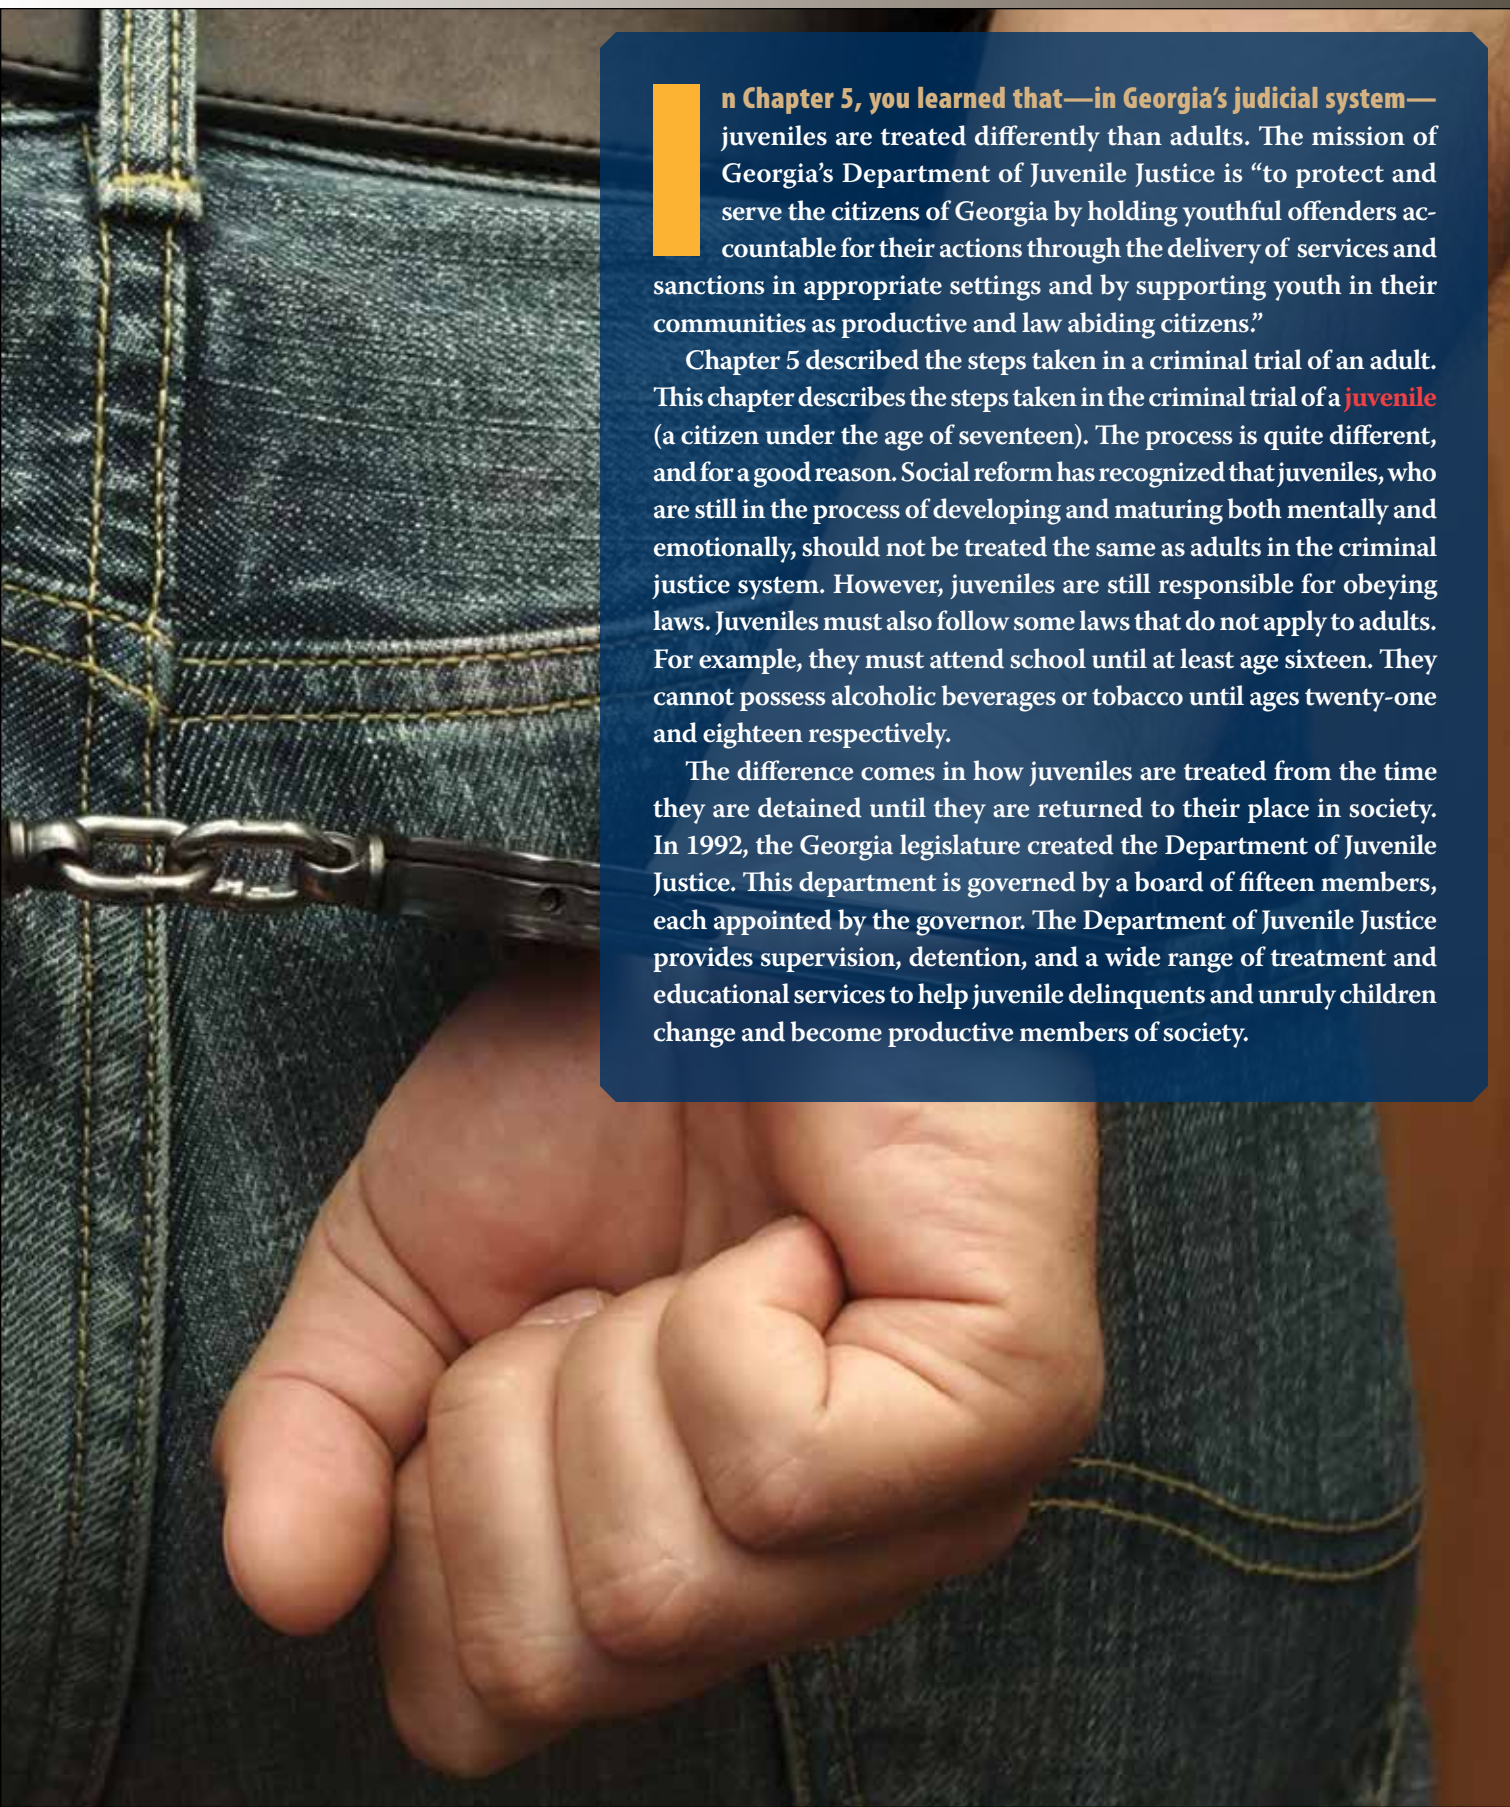 In Chapter 5, you learned that—in Georgia’s judicial system—
juveniles are treated differently than adults. The mission of
Georgia’s Department of Juvenile Justice is “to protect and
serve the citizens of Georgia by holding youthful offenders ac-
countable for their actions through the delivery of services and
sanctions in appropriate settings and by supporting youth in their
communities as productive and law abiding citizens.”
Chapter 5 described the steps taken in a criminal trial of an adult.
This chapter describes the steps taken in the criminal trial of a juvenile
(a citizen under the age of seventeen). The process is quite different,
and for a good reason. Social reform has recognized that juveniles, who
are still in the process of developing and maturing both mentally and
emotionally, should not be treated the same as adults in the criminal
justice system. However, juveniles are still responsible for obeying
laws. Juveniles must also follow some laws that do not apply to adults.
For example, they must attend school until at least age sixteen. They
cannot possess alcoholic beverages or tobacco until ages twenty-one
and eighteen respectively.
The difference comes in how juveniles are treated from the time
they are detained until they are returned to their place in society.
In 1992, the Georgia legislature created the Department of Juvenile
Justice. This department is governed by a board of fifteen members,
each appointed by the governor. The Department of Juvenile Justice
provides supervision, detention, and a wide range of treatment and
educational services to help juvenile delinquents and unruly children
change and become productive members of society.